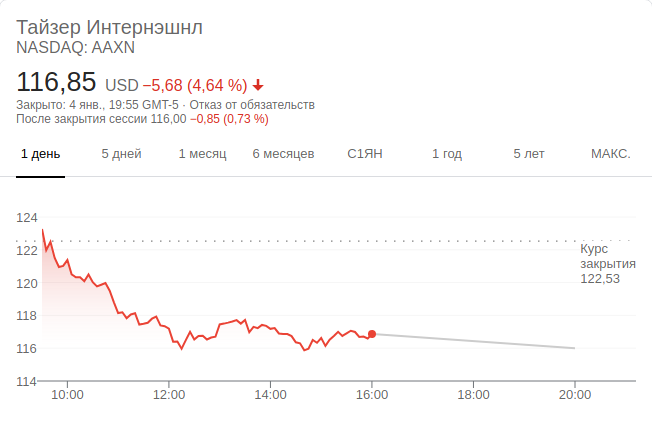 Тайзер Интернэшнл
NASDAQ: AAXN
116,85 USD −5,68 (4,64 %)
Закрыто: 4 янв., 19:55 GMT-5 · Отказ от обязательств
После закрытия сессии 116,00 −0,85 (0,73 %)
1 день 5 дней 1 месяц 6 месяцев С1ЯН 1 год 5 лет МАКС.
124
122
120
118
116
114
Курс
закрытия
122,53
10:00 12:00 14:00 16:00 18:00 20:00